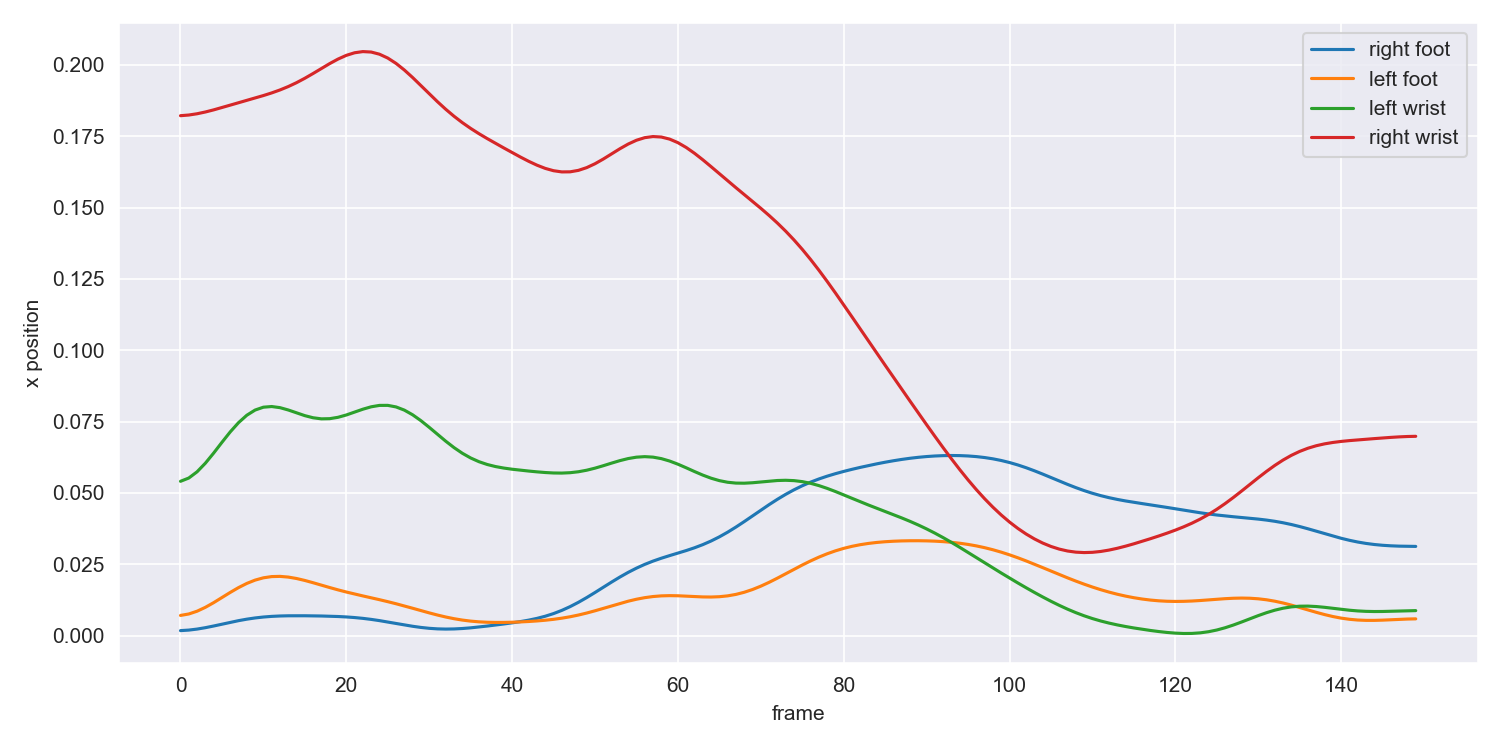 right foot
left foot
left wrist
right wrist
0.200
0.175
0.150
0.125
0.100
0.075
0.050
0.025
0.000
x position
0 20 40 60 80 100 120 140
frame